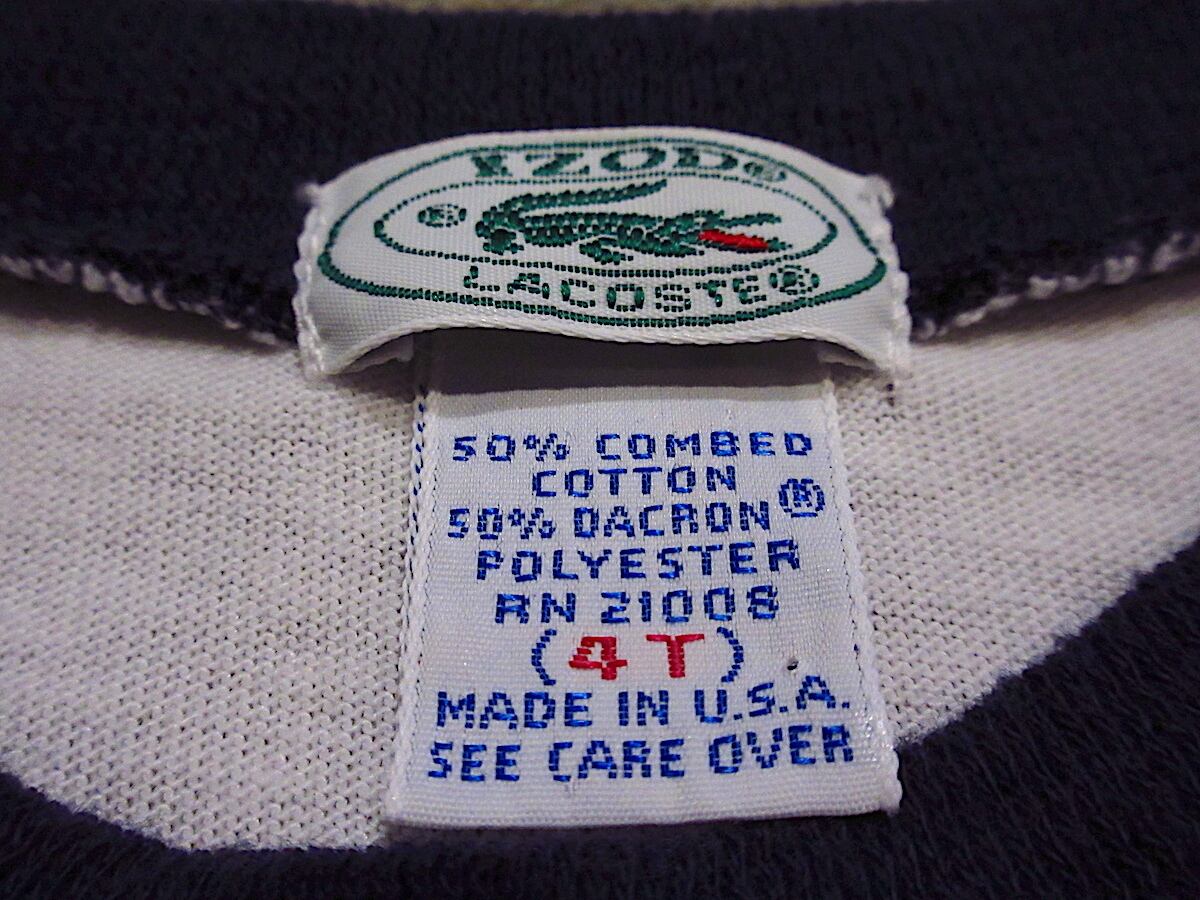 IZOD®
®
LACOSTE®
50% COMBED
COTTON
50% DACRON®
POLYESTER
RN 21008
(4T)
MADE IN U.S.A.
SEE CARE OVER